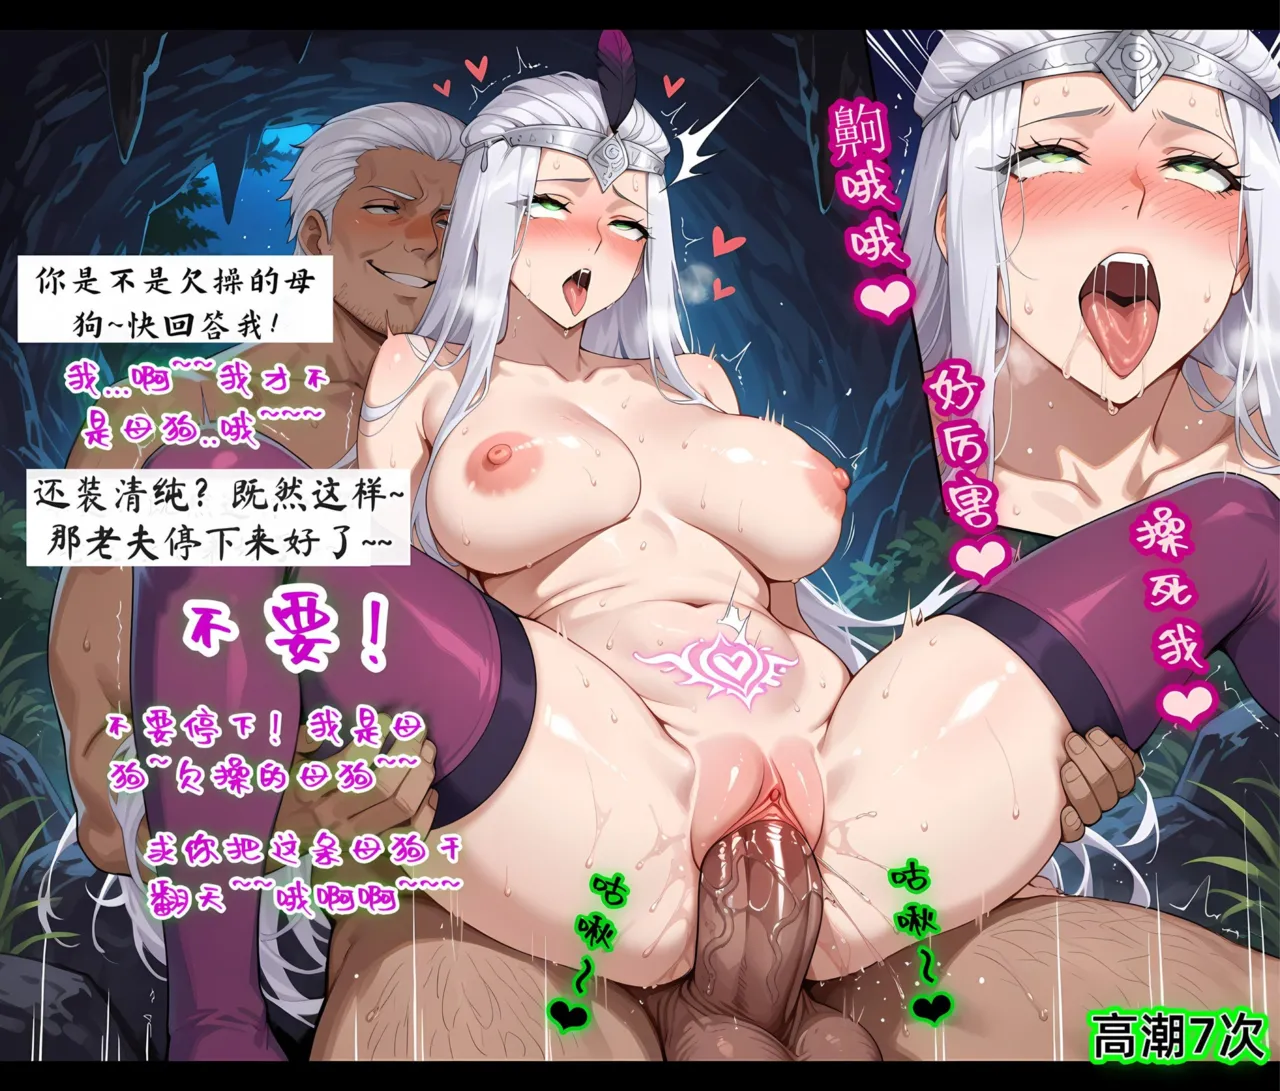 你是不是欠操的母
狗~快回答我!
我...啊~~我才不
是母狗..哦~~~
还装清纯?既然这样~
那老夫停下来好了~~
不要!
不要停下!我是母
狗~欠操的母狗~~
求你把这条母狗干
翻天~~哦啊啊~~~
齁哦哦♥
好厉害♥
操死我♥
咕啾~♥
咕啾~♥
高潮7次